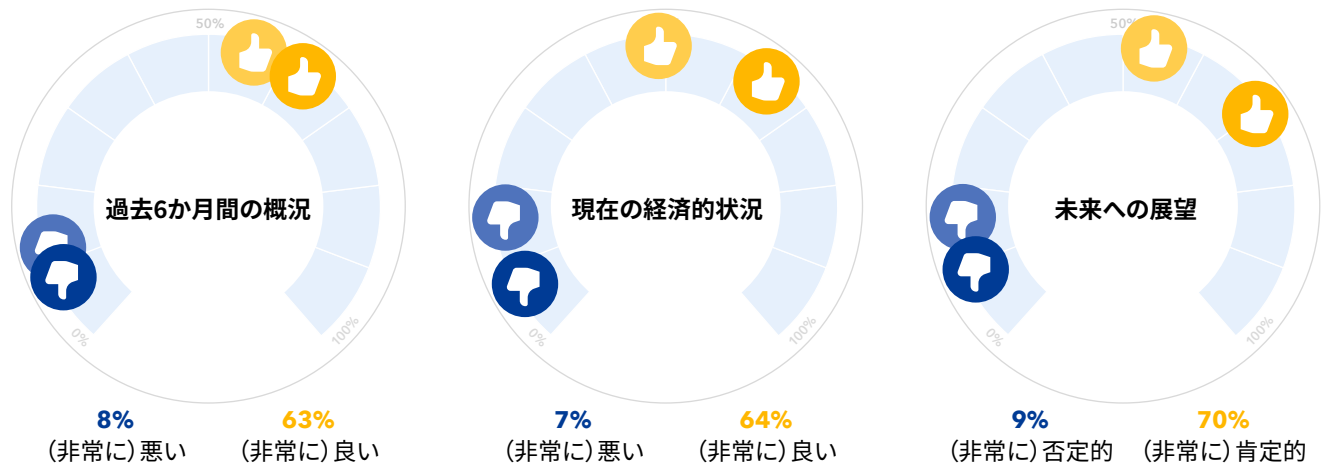 50%
過去6か月間の概況
0%
100%
8%
(非常に)悪い
63%
(非常に)良い
現在の経済的状況
0%
100%
7%
(非常に)悪い
64%
(非常に)良い
50%
未来への展望
0%
100%
9%
(非常に)否定的
70%
(非常に)肯定的